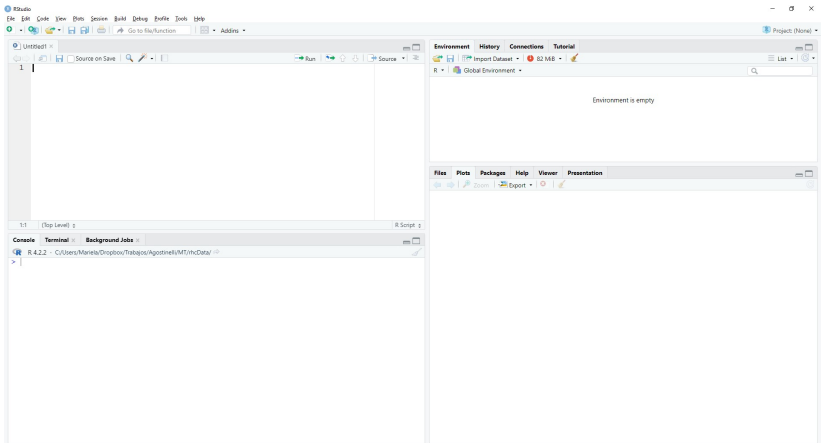 RStudio
File Edit Code View Plots Session Build Debug Profile Tools Help
Go to file/function Addins Project: (None)
Untitled1
Source on Save Run Source
1
1:1 (Top Level) R Script
Console Terminal Background Jobs
R 4.2.2 · C:/Users/Mariela/Dropbox/Trabajos/Agostinelli/MT/rhcData/
>
Environment History Connections Tutorial
Import Dataset 82 MiB List
R Global Environment
Environment is empty
Files Plots Packages Help Viewer Presentation
Zoom Export